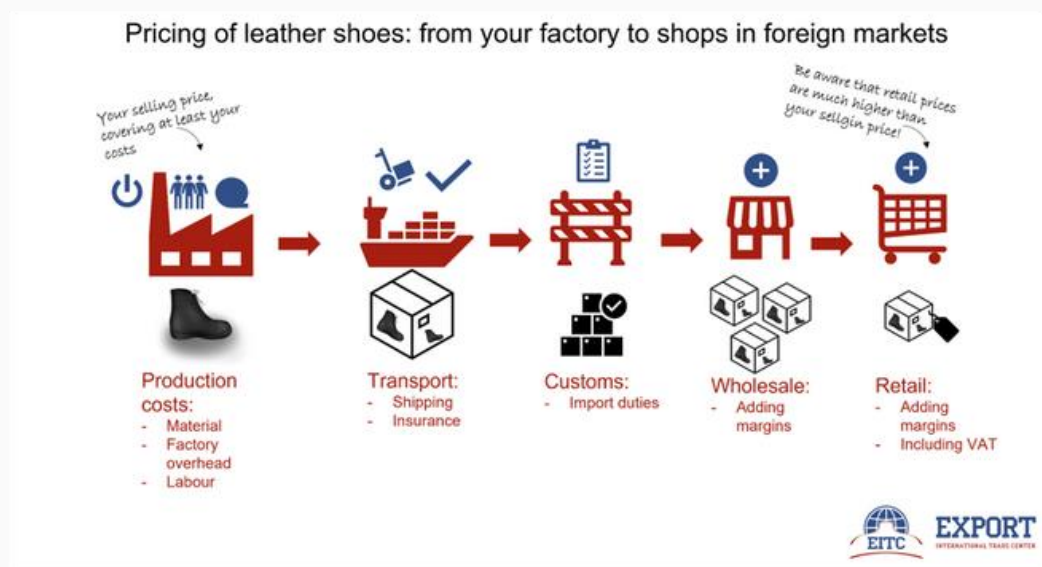 Pricing of leather shoes: from your factory to shops in foreign markets
Your selling price,
covering at least your
costs
Be aware that retail prices
are much higher than
your sellgin price!
Production
costs:
- Material
- Factory
overhead
- Labour
Transport:
- Shipping
- Insurance
Customs:
- Import duties
Wholesale:
- Adding
margins
Retail:
- Adding
margins
- Including VAT
EITC
EXPORT
INTERNATIONAL TRADE CENTER